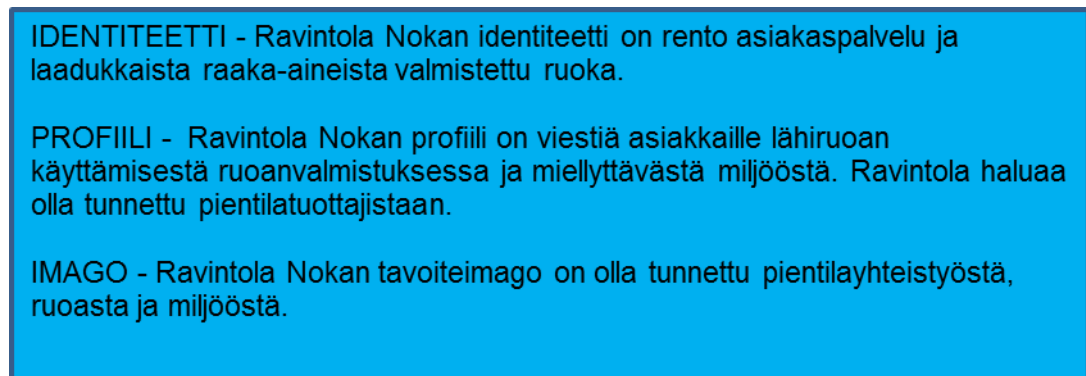 IDENTITEETTI - Ravintola Nokan identiteetti on rento asiakaspalvelu ja
laadukkaista raaka-aineista valmistettu ruoka.
PROFIILI - Ravintola Nokan profiili on viestiä asiakkaille lähiruoan
käyttämisestä ruoanvalmistuksessa ja miellyttävästä miljööstä. Ravintola haluaa
olla tunnettu pientilatuottajistaan.
IMAGO - Ravintola Nokan tavoiteimago on olla tunnettu pientilayhteistyöstä,
ruoasta ja miljööstä.